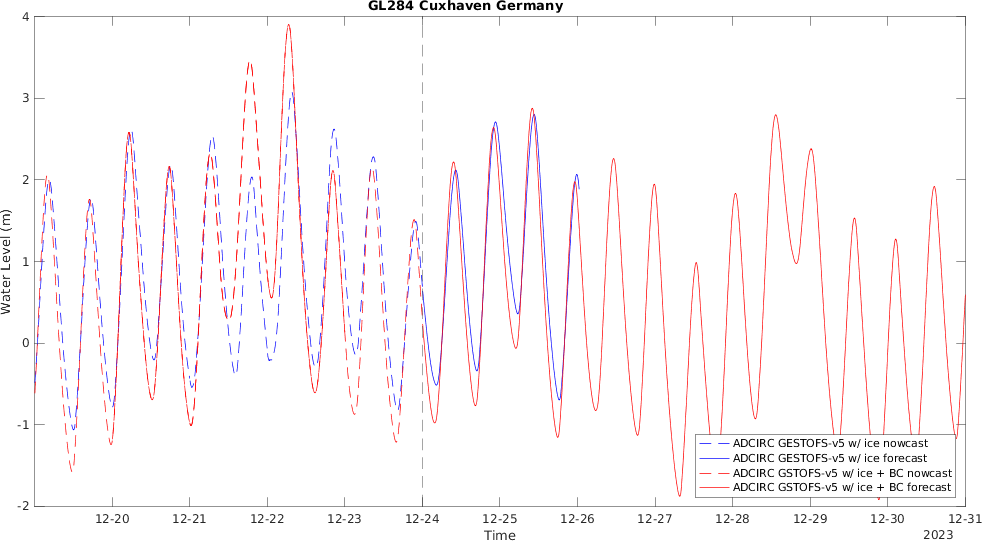 GL284 Cuxhaven Germany
4
3
2
1
0
-1
-2
Water Level (m)
ADCIRC GESTOFS-v5 w/ ice nowcast
ADCIRC GESTOFS-v5 w/ ice forecast
ADCIRC GSTOFS-v5 w/ ice + BC nowcast
ADCIRC GSTOFS-v5 w/ ice + BC forecast
12-20 12-21 12-22 12-23 12-24 12-25 12-26 12-27 12-28 12-29 12-30 12-31
Time
2023